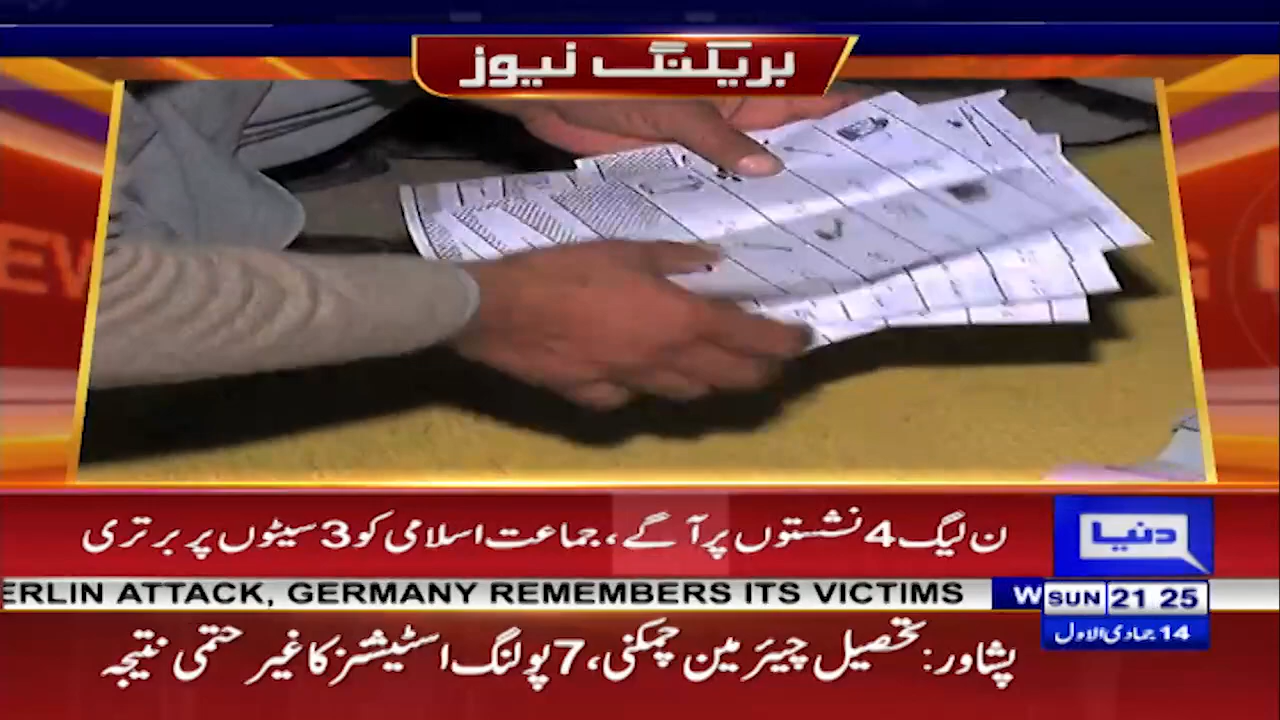 بریکنگ نیوز
ن لیگ 4 نشستوں پر آگے، جماعت اسلامی کو 3 سیٹوں پر برتری
دنیا
ERLIN ATTACK, GERMANY REMEMBERS ITS VICTIMS
W
SUN 21 25
14 جمادی الاول
پشاور: تحصیل چیئرمین چمکنی، 7 پولنگ اسٹیشنز کا غیر حتمی نتیجہ